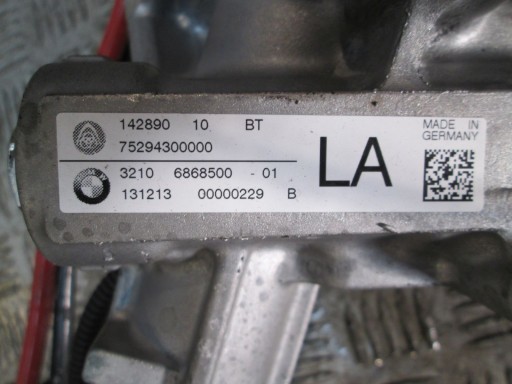 142890 10 BT
75294300000
3210 6868500 - 01
131213 00000229 B
LA
MADE IN
GERMANY